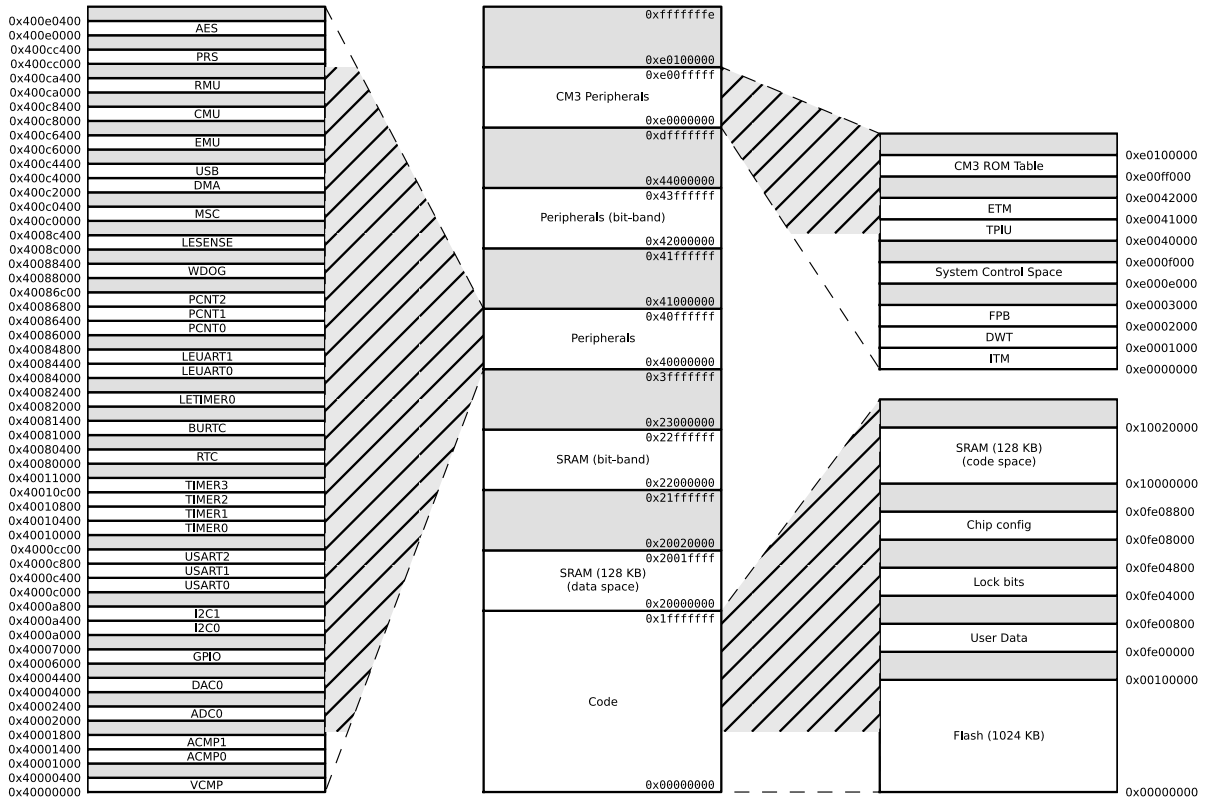 0x400e0400
AES
0x400e0000
0x400cc400
PRS
0x400cc000
0x400ca400
RMU
0x400ca000
0x400c8400
CMU
0x400c8000
0x400c6400
EMU
0x400c6000
0x400c4400
USB
0x400c4000
DMA
0x400c2000
0x400c0400
MSC
0x400c0000
0x4008c400
LESENSE
0x4008c000
0x40088400
WDOG
0x40088000
0x40086c00
PCNT2
0x40086800
PCNT1
0x40086400
PCNT0
0x40086000
0x40084800
LEUART1
0x40084400
LEUART0
0x40084000
0x40082400
LETIMER0
0x40082000
0x40081400
BURTC
0x40081000
0x40080400
RTC
0x40080000
0x40011000
TIMER3
0x40010c00
TIMER2
0x40010800
TIMER1
0x40010400
TIMER0
0x40010000
0x4000cc00
USART2
0x4000c800
USART1
0x4000c400
USART0
0x4000c000
0x4000a800
I2C1
0x4000a400
I2C0
0x4000a000
0x40007000
GPIO
0x40006000
0x40004400
DAC0
0x40004000
0x40002400
ADC0
0x40002000
0x40001800
ACMP1
0x40001400
ACMP0
0x40001000
0x40000400
VCMP
0x40000000
0xfffffffe
0xe0100000
0xe00fffff
CM3 Peripherals
0xe0000000
0xdfffffff
0x44000000
0x43ffffff
Peripherals (bit-band)
0x42000000
0x41ffffff
0x41000000
0x40ffffff
Peripherals
0x40000000
0x3fffffff
0x23000000
0x22ffffff
SRAM (bit-band)
0x22000000
0x21ffffff
0x20020000
0x2001ffff
SRAM (128 KB)
(data space)
0x20000000
0x1fffffff
Code
0x00000000
0xe0100000
CM3 ROM Table
0xe00ff000
0xe0042000
ETM
0xe0041000
TPIU
0xe0040000
0xe000f000
System Control Space
0xe000e000
0xe0003000
FPB
0xe0002000
DWT
0xe0001000
ITM
0xe0000000
0x10020000
SRAM (128 KB)
(code space)
0x10000000
0x0fe08800
Chip config
0x0fe08000
0x0fe04800
Lock bits
0x0fe04000
0x0fe00800
User Data
0x0fe00000
0x00100000
Flash (1024 KB)
0x00000000